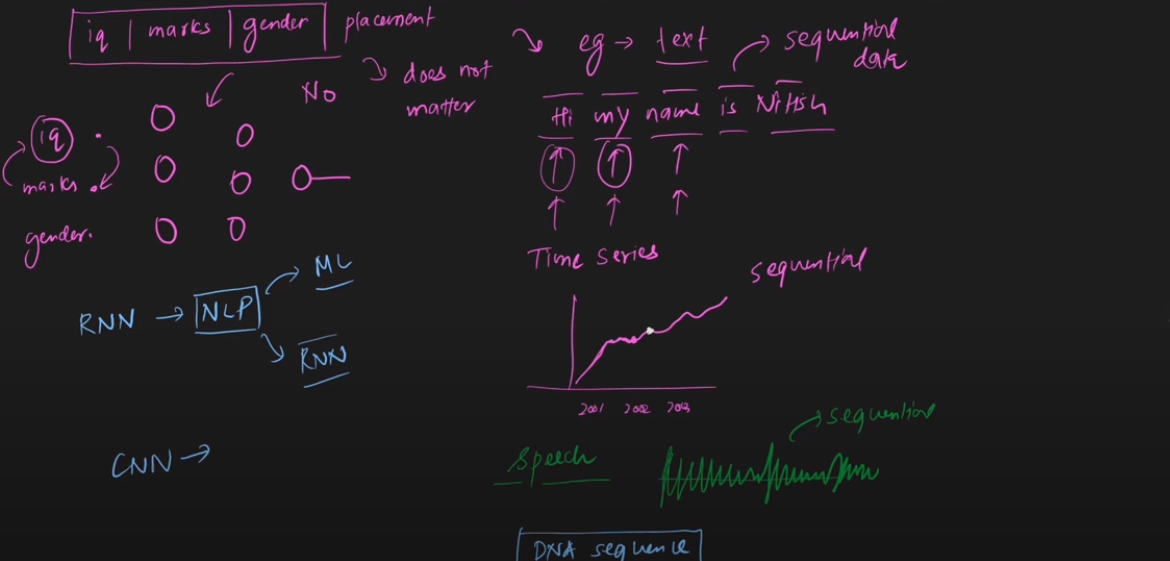 iq | marks | gender | placement
does not
matter
No
iq
marks
gender.
RNN → NLP
ML
RNN
CNN →
eg → text
sequential
data
Hi my name is Nitish
Time Series
sequential
2001 2002 2003
speech
sequential
DNA sequence